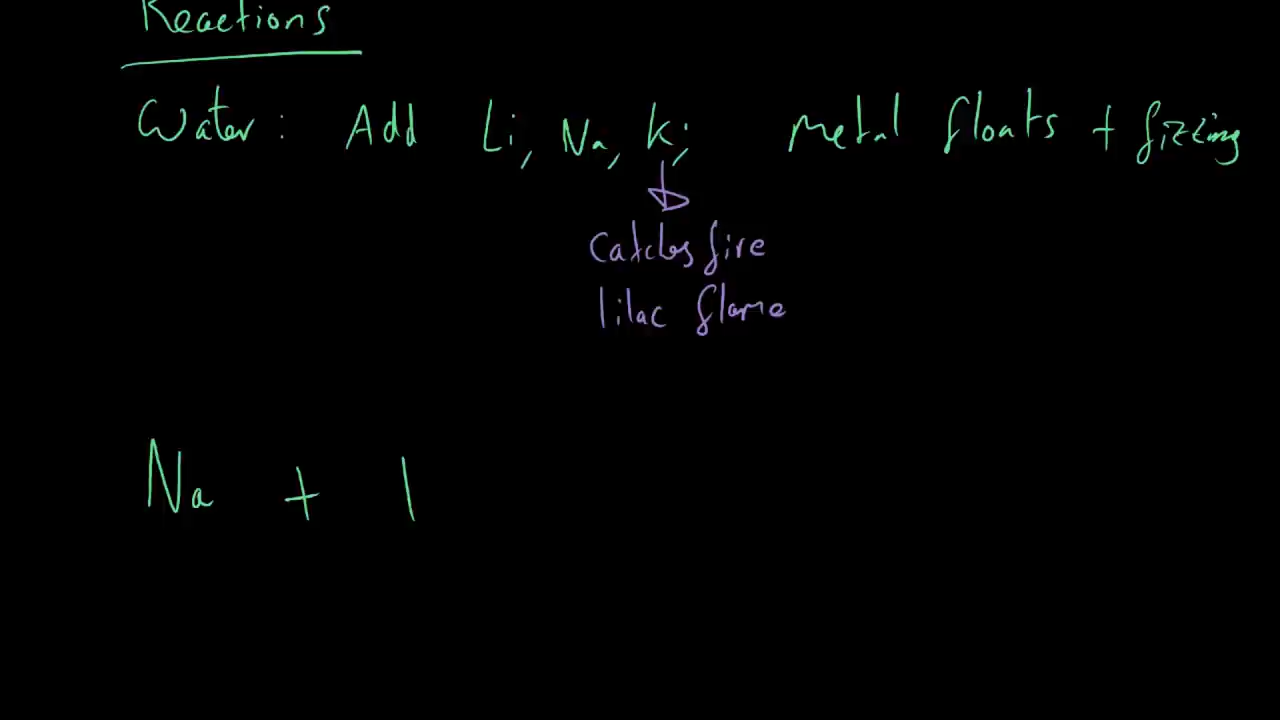 Reactions
Water: Add Li, Na, K; Metal floats + fizzing
Catches fire
lilac flame
Na + |